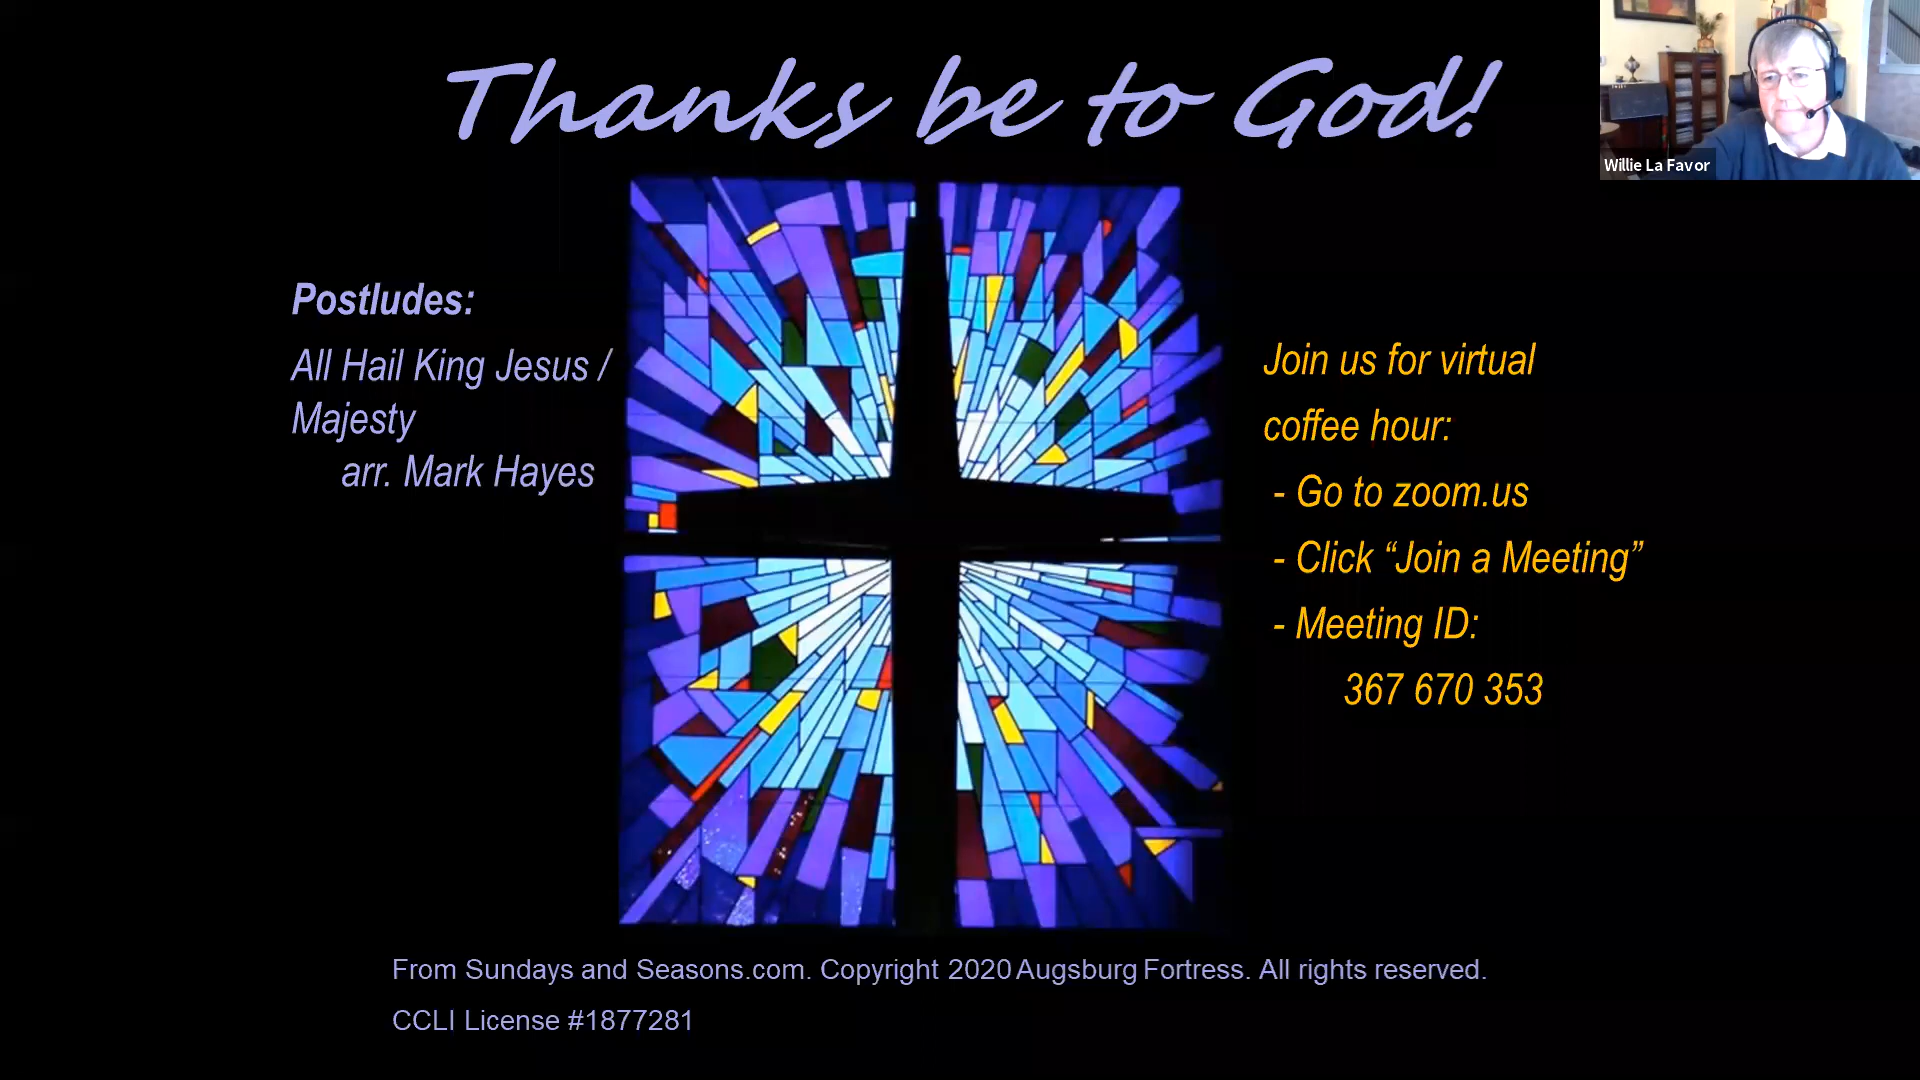 Thanks be to God!
Willie La Favor
Postludes:
All Hail King Jesus /
Majesty
arr. Mark Hayes
Join us for virtual
coffee hour:
- Go to zoom.us
- Click “Join a Meeting”
- Meeting ID:
367 670 353
From Sundays and Seasons.com. Copyright 2020 Augsburg Fortress. All rights reserved.
CCLI License #1877281